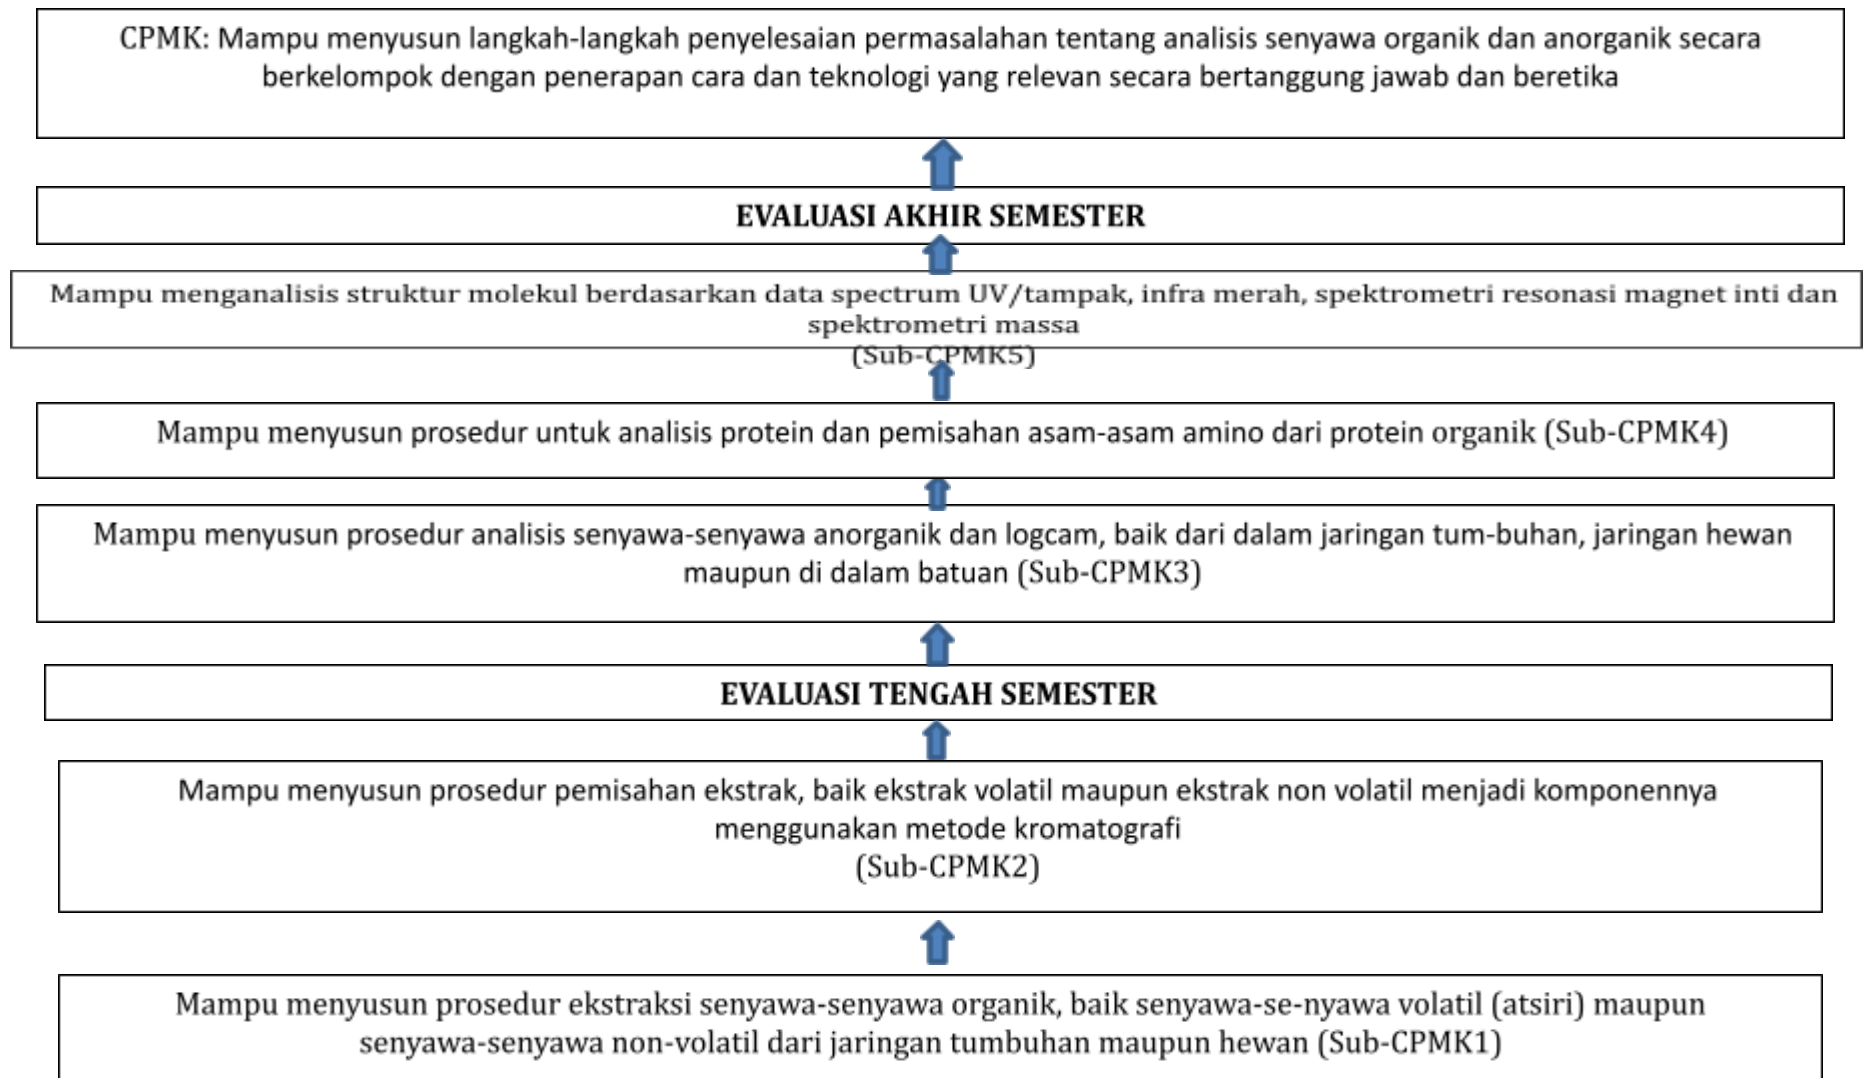 CPMK: Mampu menyusun langkah-langkah penyelesaian permasalahan tentang analisis senyawa organik dan anorganik secara
berkelompok dengan penerapan cara dan teknologi yang relevan secara bertanggung jawab dan beretika
EVALUASI AKHIR SEMESTER
Mampu menganalisis struktur molekul berdasarkan data spectrum UV/tampak, infra merah, spektrometri resonasi magnet inti dan
spektrometri massa
(Sub-CPMK5)
Mampu menyusun prosedur untuk analisis protein dan pemisahan asam-asam amino dari protein organik (Sub-CPMK4)
Mampu menyusun prosedur analisis senyawa-senyawa anorganik dan logcam, baik dari dalam jaringan tum-buhan, jaringan hewan
maupun di dalam batuan (Sub-CPMK3)
EVALUASI TENGAH SEMESTER
Mampu menyusun prosedur pemisahan ekstrak, baik ekstrak volatil maupun ekstrak non volatil menjadi komponennya
menggunakan metode kromatografi
(Sub-CPMK2)
Mampu menyusun prosedur ekstraksi senyawa-senyawa organik, baik senyawa-se-nyawa volatil (atsiri) maupun
senyawa-senyawa non-volatil dari jaringan tumbuhan maupun hewan (Sub-CPMK1)